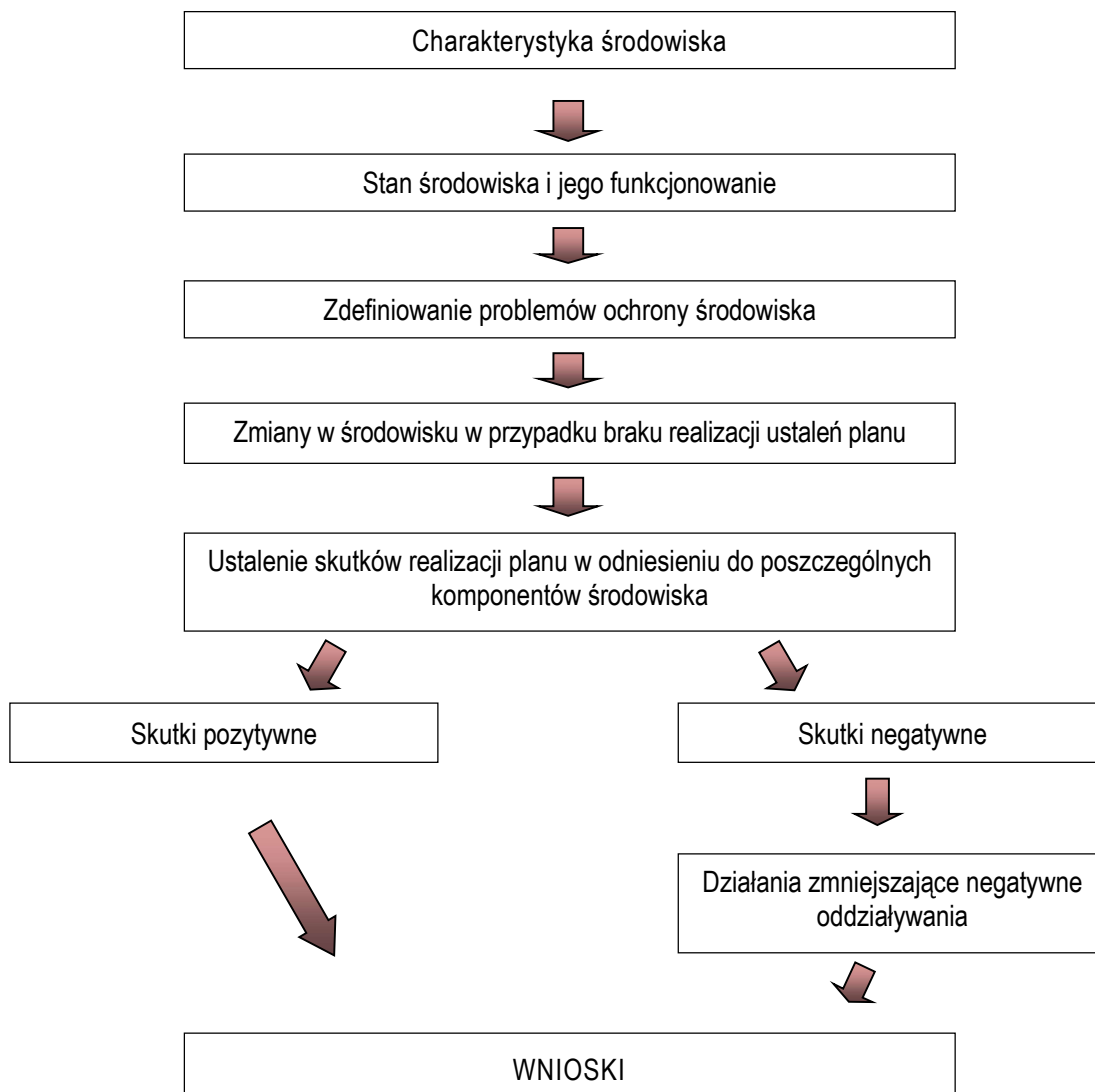 Charakterystyka środowiska
Stan środowiska i jego funkcjonowanie
Zdefiniowanie problemów ochrony środowiska
Zmiany w środowisku w przypadku braku realizacji ustaleń planu
Ustalenie skutków realizacji planu w odniesieniu do poszczególnych
komponentów środowiska
Skutki pozytywne
Skutki negatywne
Działania zmniejszające negatywne
oddziaływania
WNIOSKI